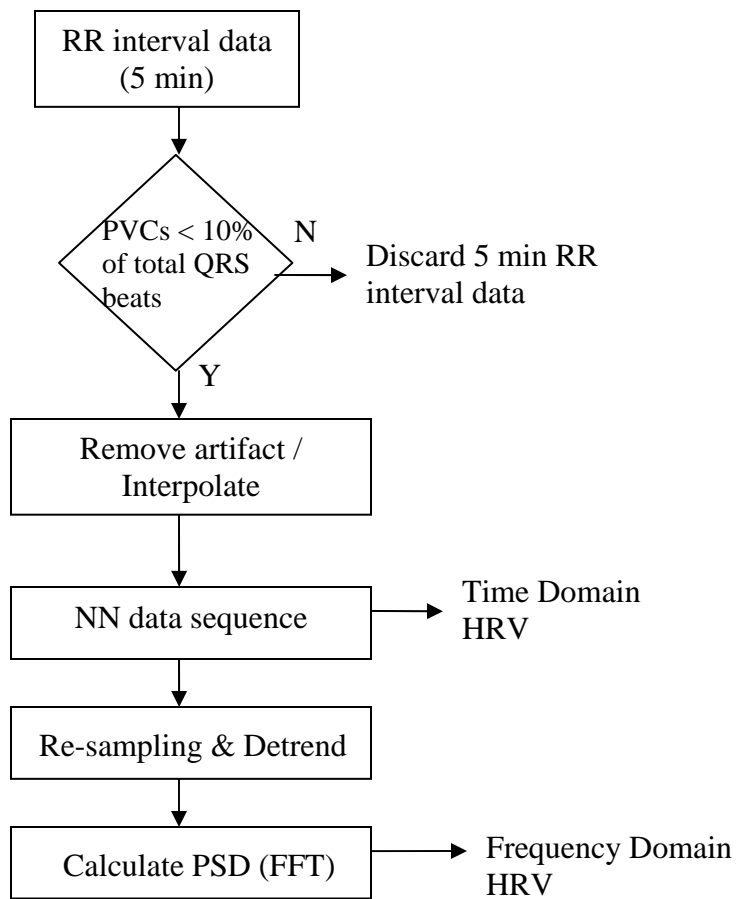 RR interval data
(5 min)
PVCs < 10%
of total QRS
beats
N
Discard 5 min RR
interval data
Y
Remove artifact /
Interpolate
NN data sequence
Time Domain
HRV
Re-sampling & Detrend
Calculate PSD (FFT)
Frequency Domain
HRV